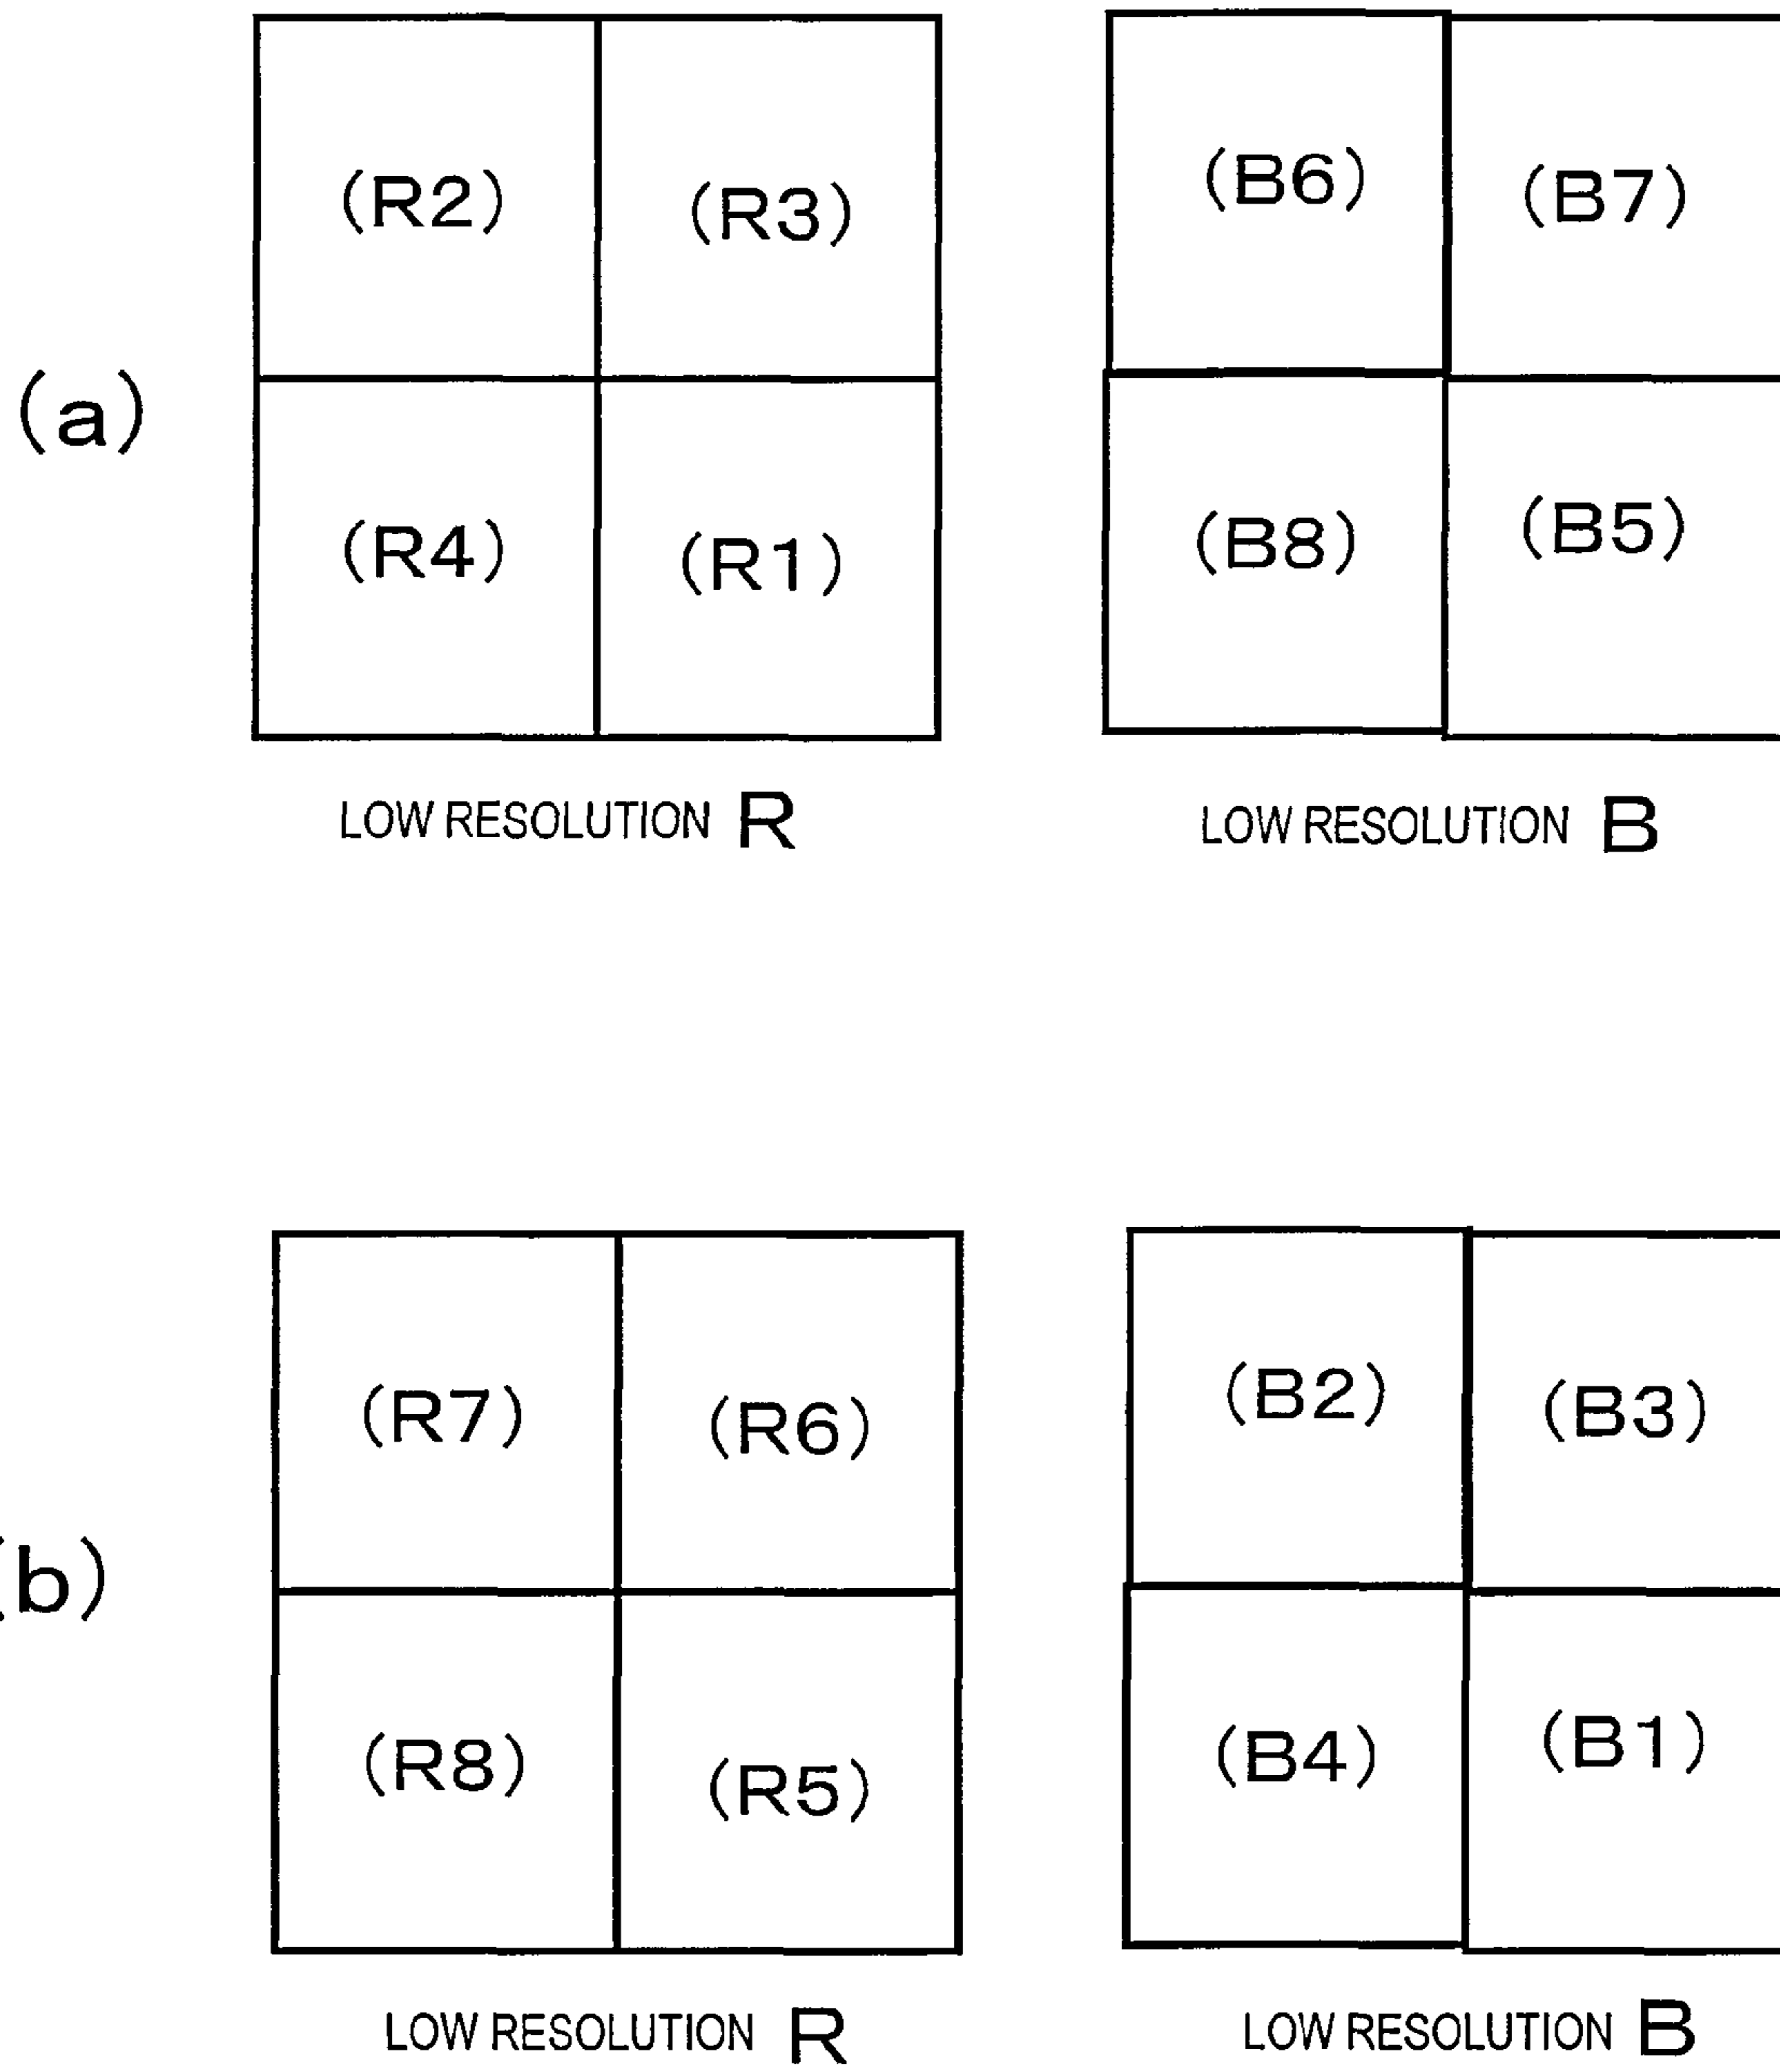 (R2) (R3) (B6) (B7)
(a)
(R4) (R1) (B8) (B5)
LOW RESOLUTION R LOW RESOLUTION B
(R7) (R6) (B2) (B3)
(b)
(R8) (R5) (B4) (B1)
LOW RESOLUTION R LOW RESOLUTION B